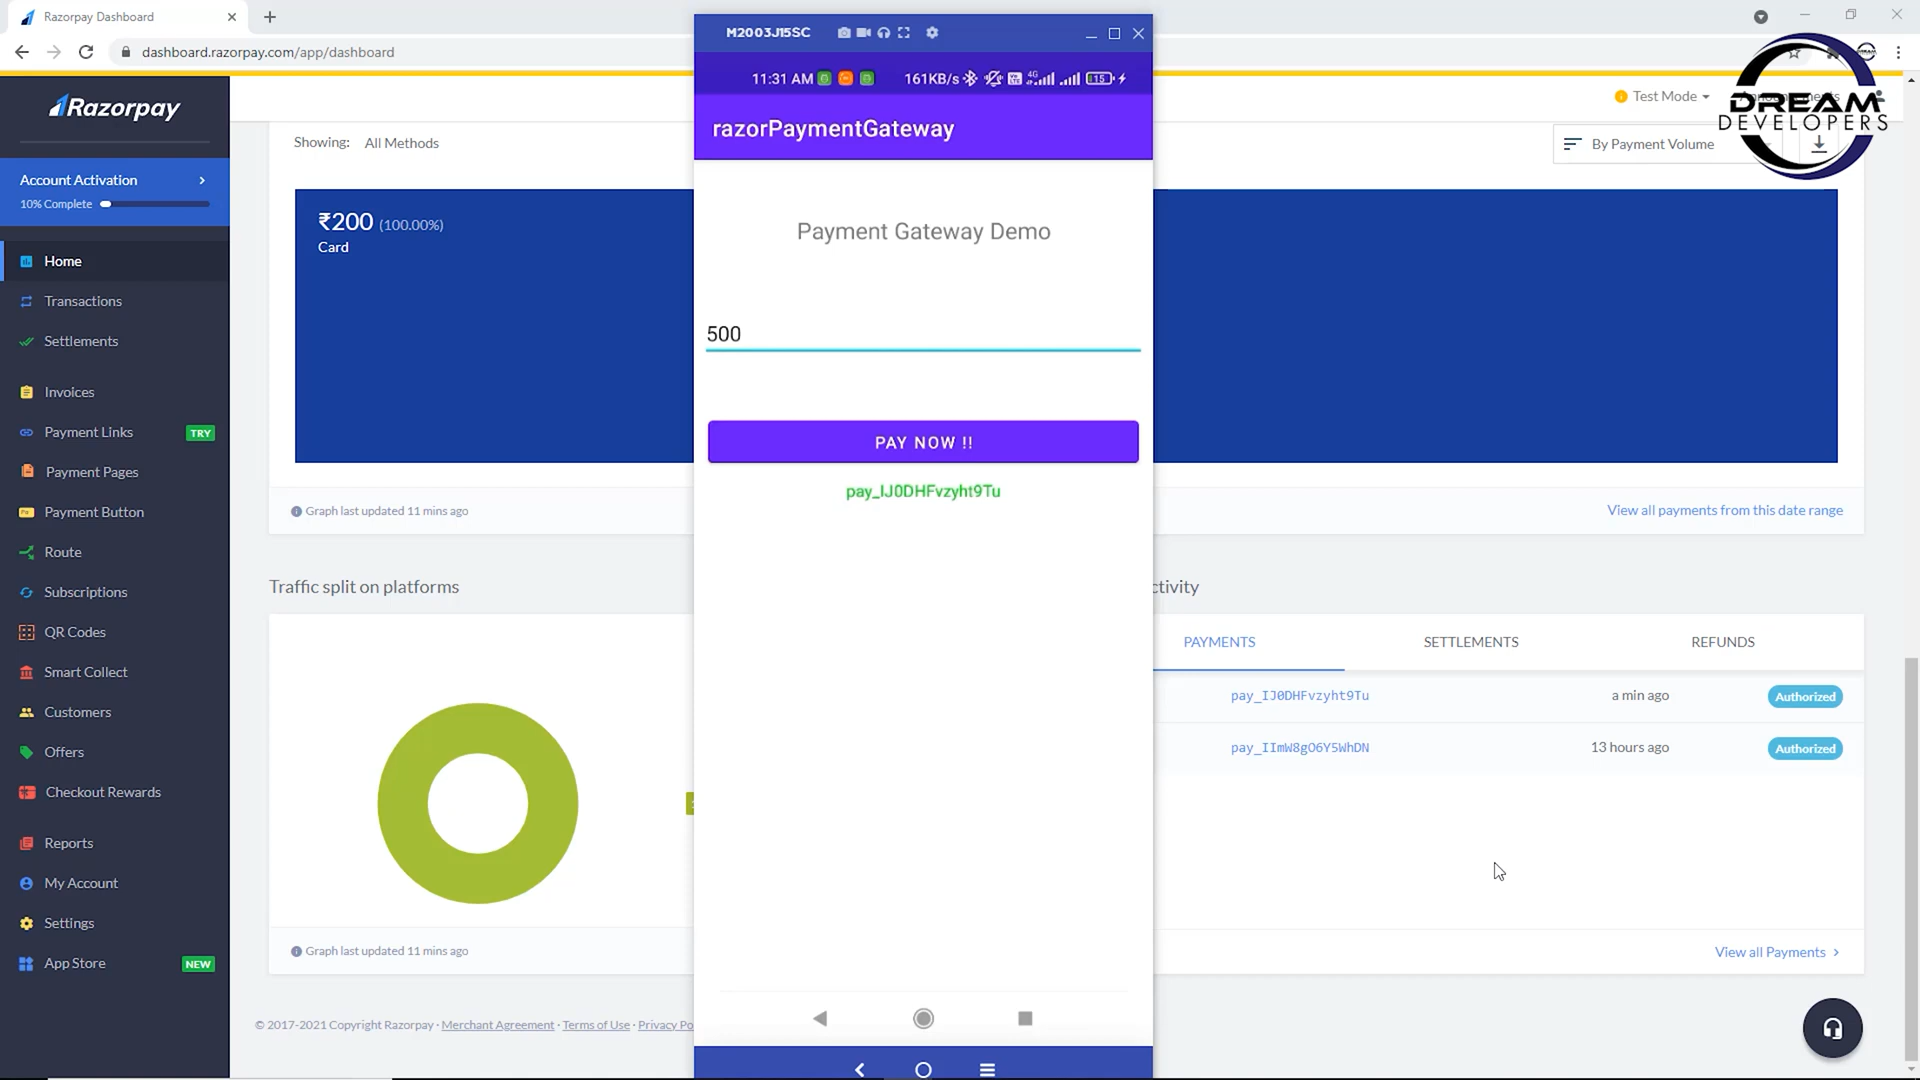 Razorpay Dashboard
dashboard.razorpay.com/app/dashboard
M2003J15SC
11:31 AM
161KB/s
4G
15
razorPaymentGateway
Payment Gateway Demo
500
PAY NOW !!
pay_IJ0DHFvzyht9Tu
Razorpay
Account Activation
10% Complete
Home
Transactions
Settlements
Invoices
Payment Links
TRY
Payment Pages
Payment Button
Route
Subscriptions
QR Codes
Smart Collect
Customers
Offers
Checkout Rewards
Reports
My Account
Settings
App Store
NEW
Test Mode
DREAM
DEVELOPERS
Showing: All Methods
By Payment Volume
₹200 (100.00%)
Card
Graph last updated 11 mins ago
View all payments from this date range
Traffic split on platforms
Graph last updated 11 mins ago
ctivity
PAYMENTS
SETTLEMENTS
REFUNDS
pay_IJ0DHFvzyht9Tu
a min ago
Authorized
pay_IImW8gO6Y5WhDN
13 hours ago
Authorized
View all Payments
© 2017-2021 Copyright Razorpay · Merchant Agreement · Terms of Use · Privacy Po